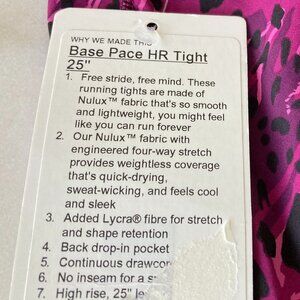 WHY WE MADE THIS
Base Pace HR Tight
25"
1. Free stride, free mind. These
running tights are made of
Nulux™ fabric that's so smooth
and lightweight, you might feel
like you can run forever
2. Our Nulux™ fabric with
engineered four-way stretch
provides weightless coverage
that's quick-drying,
sweat-wicking, and feels cool
and sleek
3. Added Lycra® fibre for stretch
and shape retention
4. Back drop-in pocket
5. Continuous drawcor
6. No inseam for a
7. High rise, 25"